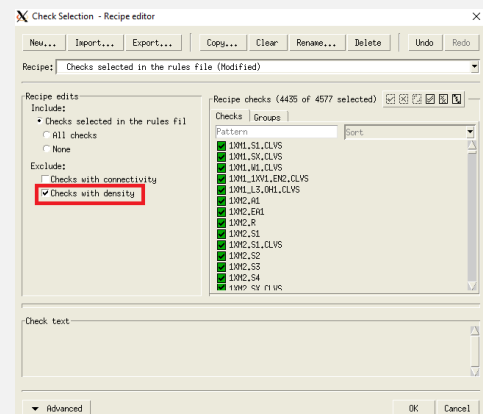 Check Selection - Recipe editor
New... Import... Export... Copy... Clear Rename... Delete Undo Redo
Recipe: Checks selected in the rules file (Modified)
Recipe edits
Include:
Checks selected in the rules fil
All checks
None
Exclude:
Checks with connectivity
Checks with density
Recipe checks (4435 of 4577 selected)
Checks Groups
Pattern Sort
1XM1.S1.CLVS
1XM1.SX.CLVS
1XM1.W1.CLVS
1XM1_1XV1.EN2.CLVS
1XM1_L3.OH1.CLVS
1XM2.A1
1XM2.EA1
1XM2.R
1XM2.S1
1XM2.S1.CLVS
1XM2.S2
1XM2.S3
1XM2.S4
1XM2.SX.CLVS
Check text
Advanced OK Cancel